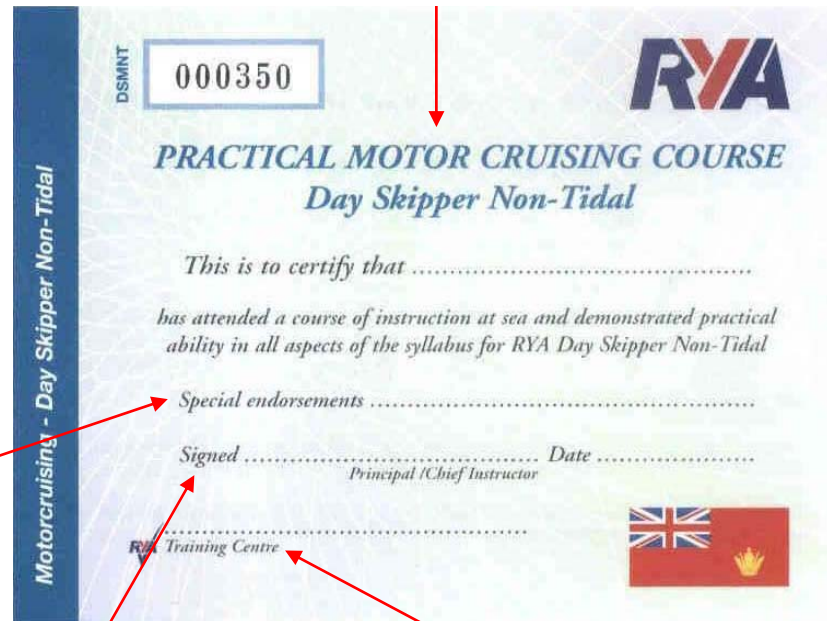 DSMNT
000350
RYA
PRACTICAL MOTOR CRUISING COURSE
Day Skipper Non-Tidal
This is to certify that ..............................................
has attended a course of instruction at sea and demonstrated practical
ability in all aspects of the syllabus for RYA Day Skipper Non-Tidal
Special endorsements ....................................................
Signed ........................................ Date ......................
Principal /Chief Instructor
..................................................
RYA Training Centre
Motorcruising - Day Skipper Non-Tidal